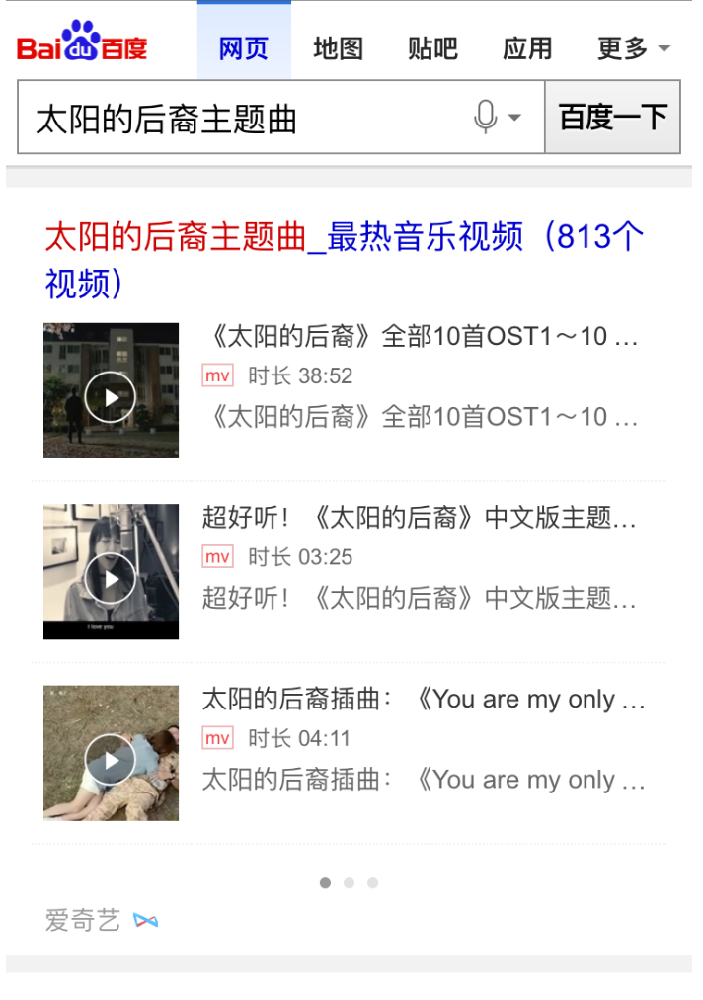 Bai du 百度
网页 地图 贴吧 应用 更多
太阳的后裔主题曲 百度一下
太阳的后裔主题曲_最热音乐视频（813个
视频）
《太阳的后裔》全部10首OST1～10 …
mv 时长 38:52
《太阳的后裔》全部10首OST1～10 …
超好听！《太阳的后裔》中文版主题…
mv 时长 03:25
超好听！《太阳的后裔》中文版主题…
I love you
太阳的后裔插曲：《You are my only …
mv 时长 04:11
太阳的后裔插曲：《You are my only …
爱奇艺